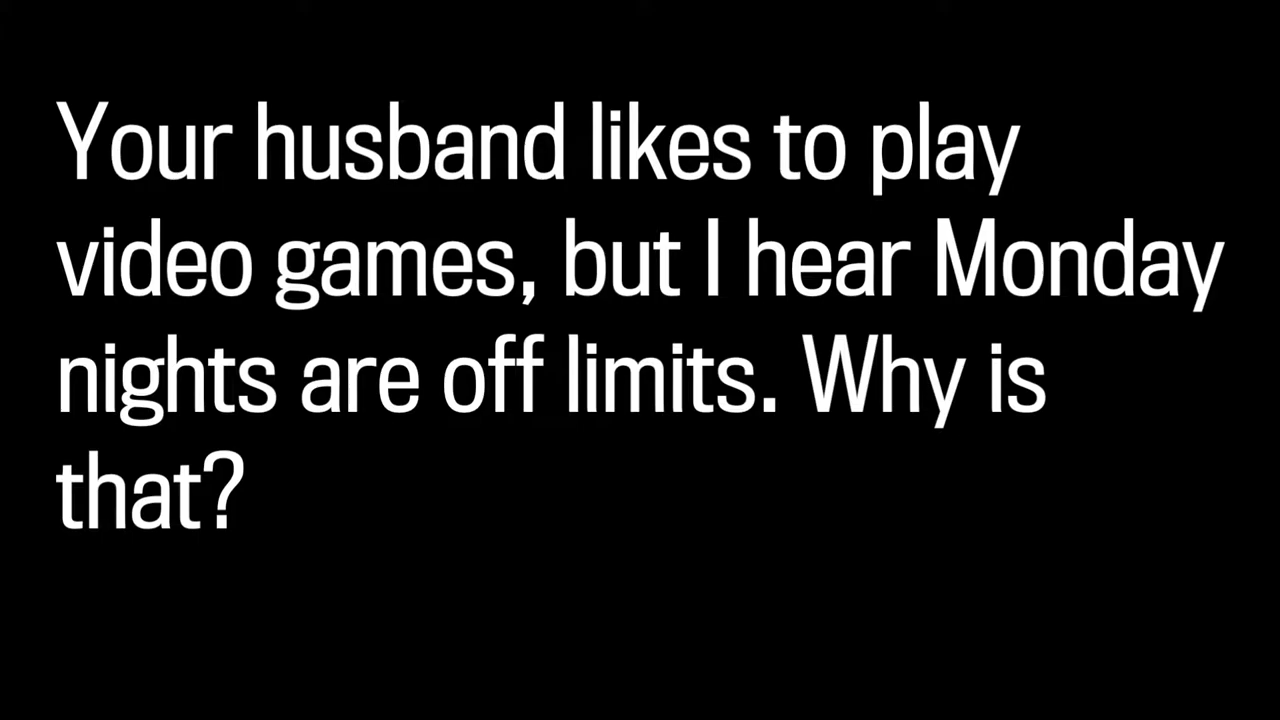 Your husband likes to play
video games, but I hear Monday
nights are off limits. Why is
that?